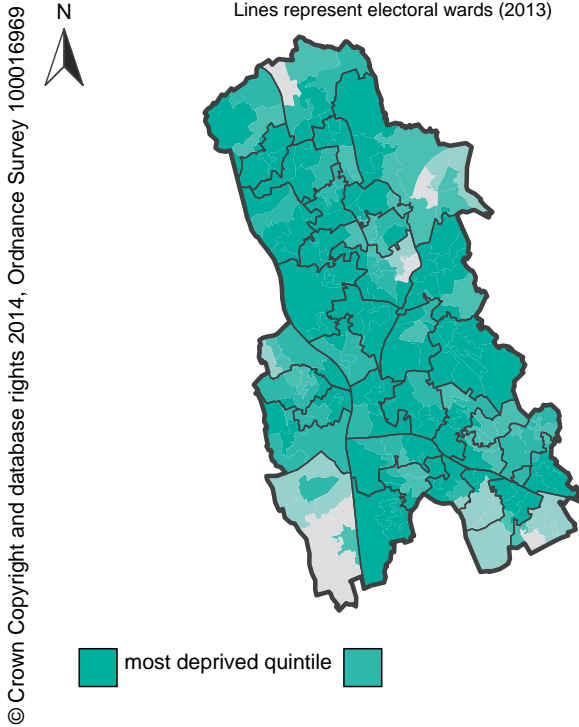 Lines represent electoral wards (2013)
N
© Crown Copyright and database rights 2014, Ordnance Survey 100016969
most deprived quintile